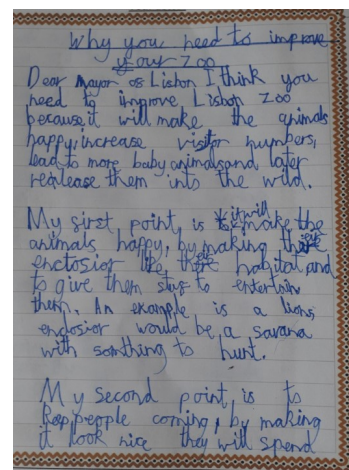 Why you need to improve
your Zoo
Dear mayor os Lisbon I think you
need to improve Lisbon Zoo
because it will make the animals
happy, increase visitor numbers,
lead to more baby animals and later
realease them into the wild.
My first point, is it will make the
animals happy, by making their
enclosior like their habitat and
to give them stuf to entertain
them. An example is a lions
enclosior would be a savana
with somthing to hunt.
My second point is to
keep people coming, by making
it look nice they will spend